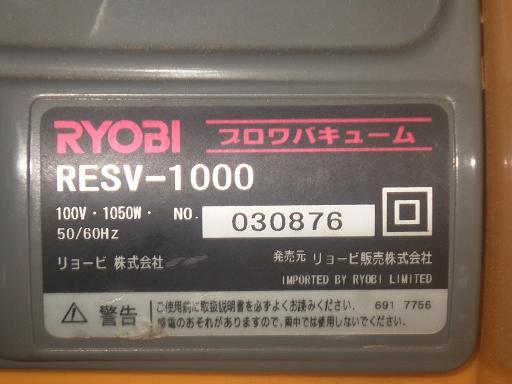 RYOBI ブロワバキューム
RESV-1000
100V・1050W・ NO. 030876
50/60Hz
リョービ 株式会社 発売元 リョービ販売株式会社
IMPORTED BY RYOBI LIMITED
⚠ 警告 ご使用前に取扱説明書を必ずよくお読みください。 691 7756
感電のおそれがありますので、雨中では使用しないでください。